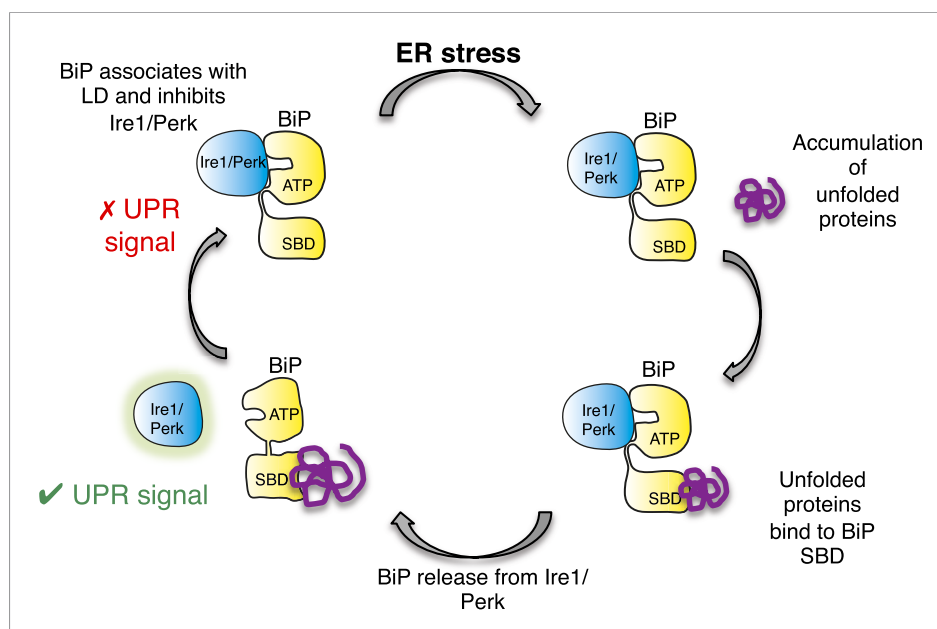 ER stress
BiP associates with
LD and inhibits
Ire1/Perk
BiP
Ire1/Perk
ATP
SBD
✗ UPR
signal
BiP
Ire1/
Perk
ATP
SBD
Accumulation
of
unfolded
proteins
BiP
Ire1/
Perk
ATP
SBD
Unfolded
proteins
bind to BiP
SBD
BiP release from Ire1/
Perk
BiP
Ire1/
Perk
ATP
SBD
✔ UPR signal